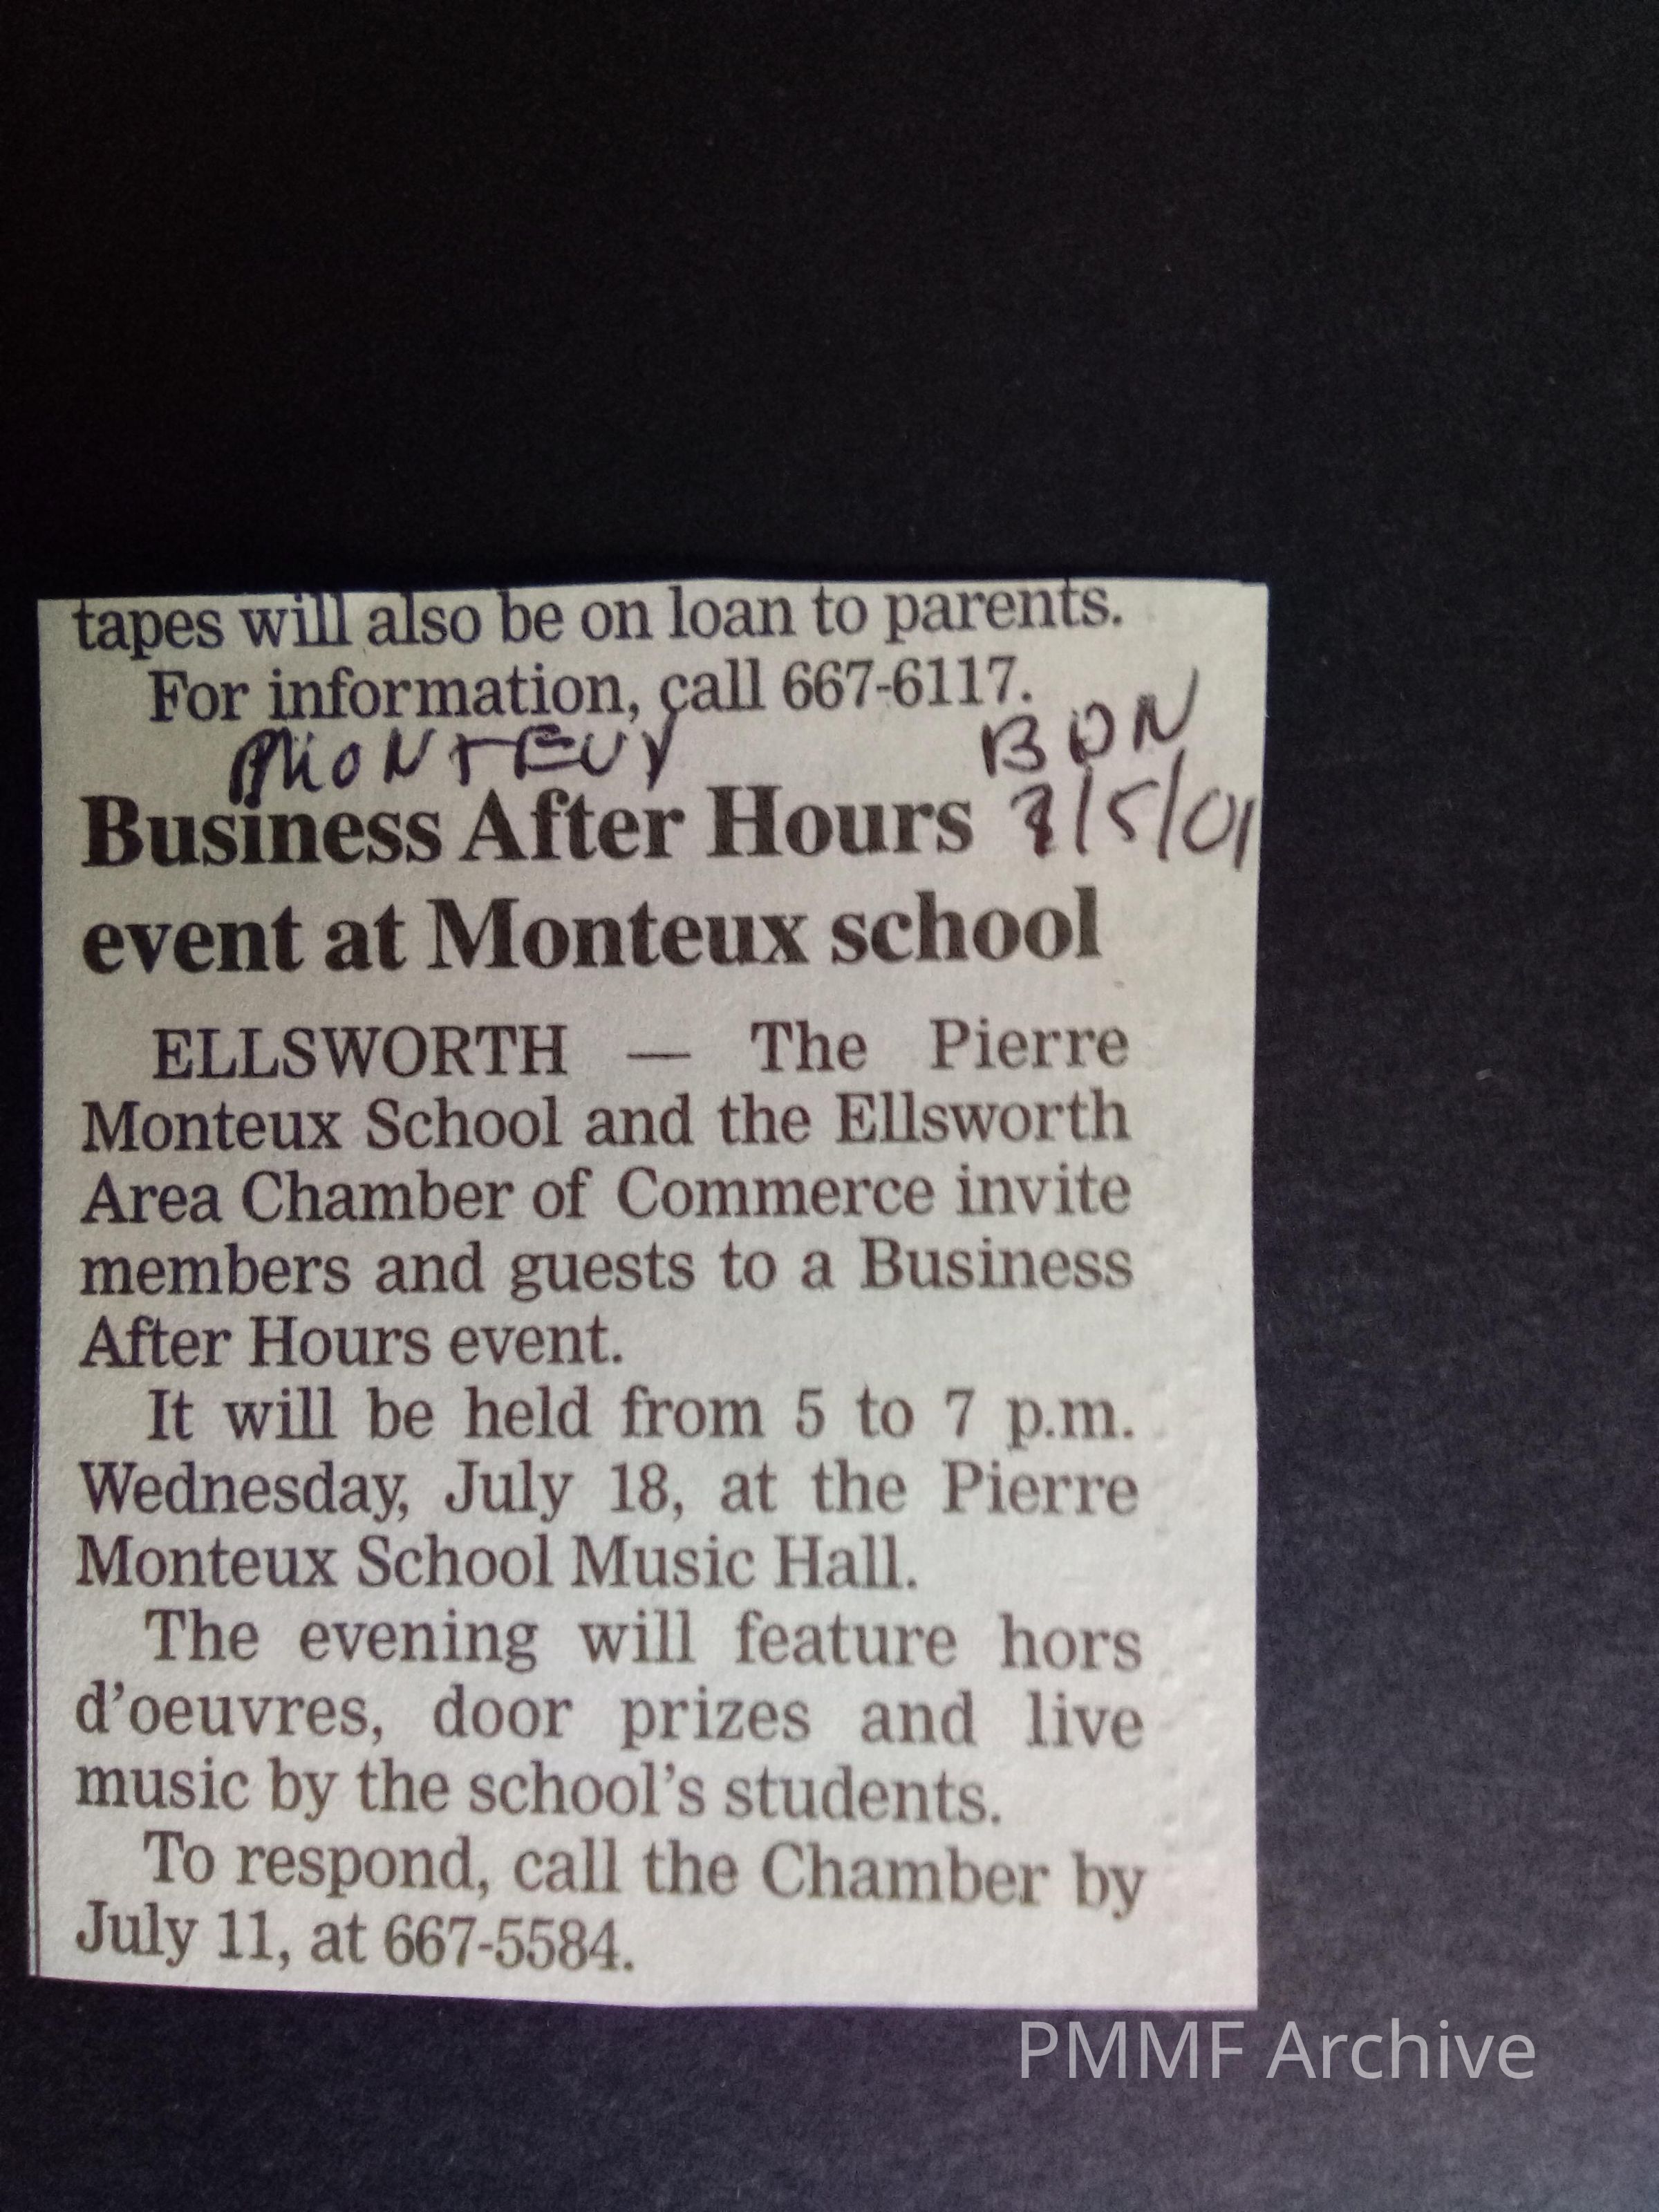 tapes will also be on loan to parents.
For information, call 667-6117.
MONTEUX BDN
Business After Hours 7/5/01
event at Monteux school
ELLSWORTH — The Pierre
Monteux School and the Ellsworth
Area Chamber of Commerce invite
members and guests to a Business
After Hours event.
It will be held from 5 to 7 p.m.
Wednesday, July 18, at the Pierre
Monteux School Music Hall.
The evening will feature hors
d'oeuvres, door prizes and live
music by the school's students.
To respond, call the Chamber by
July 11, at 667-5584.
PMMF Archive